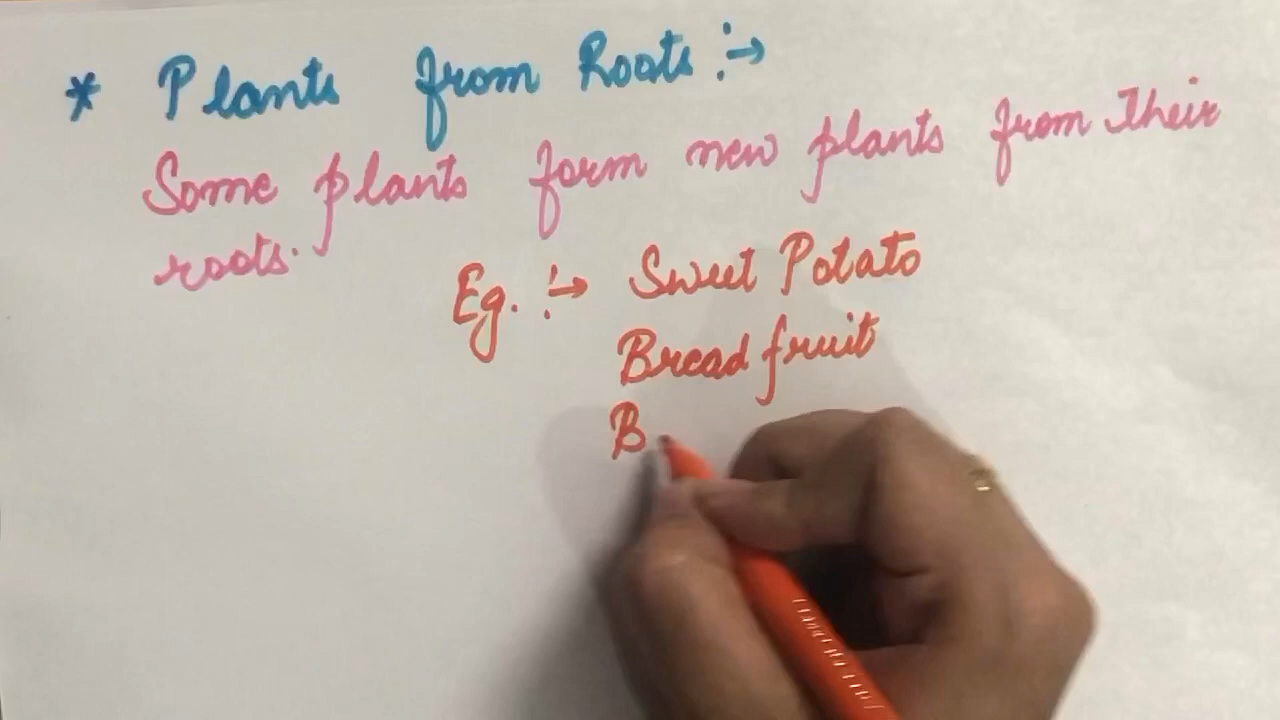 * Plants from Roots :→
Some plants form new plants from Their
roots.
Eg. :→ Sweet Potato
Bread fruit
B